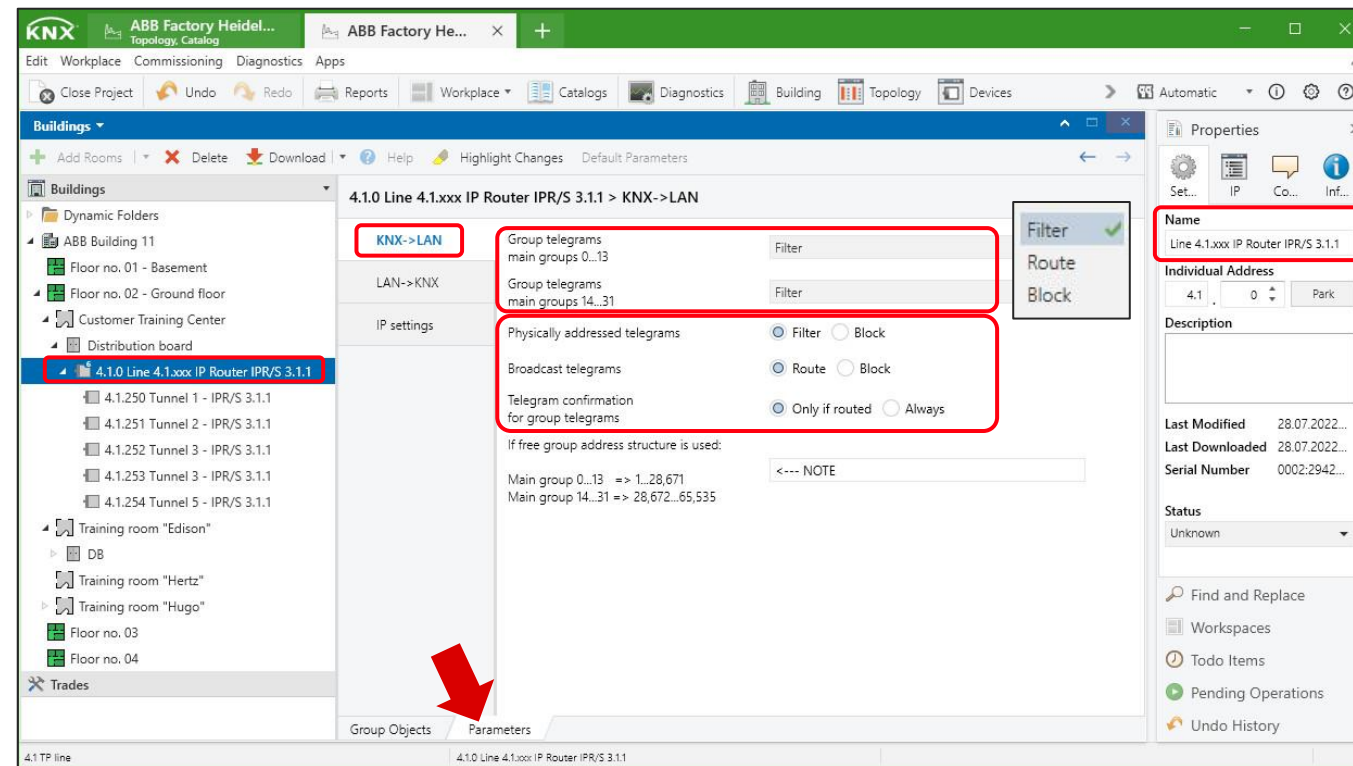 KNX
ABB Factory Heidel...
Topology, Catalog
ABB Factory He...
Edit Workplace Commissioning Diagnostics Apps
Close Project Undo Redo Reports Workplace Catalogs Diagnostics Building Topology Devices Automatic
Buildings
Add Rooms Delete Download Help Highlight Changes Default Parameters
Buildings
Dynamic Folders
ABB Building 11
Floor no. 01 - Basement
Floor no. 02 - Ground floor
Customer Training Center
Distribution board
4.1.0 Line 4.1.xxx IP Router IPR/S 3.1.1
4.1.250 Tunnel 1 - IPR/S 3.1.1
4.1.251 Tunnel 2 - IPR/S 3.1.1
4.1.252 Tunnel 3 - IPR/S 3.1.1
4.1.253 Tunnel 3 - IPR/S 3.1.1
4.1.254 Tunnel 5 - IPR/S 3.1.1
Training room "Edison"
DB
Training room "Hertz"
Training room "Hugo"
Floor no. 03
Floor no. 04
Trades
4.1.0 Line 4.1.xxx IP Router IPR/S 3.1.1 > KNX->LAN
KNX->LAN
LAN->KNX
IP settings
Group telegrams
main groups 0...13
Filter
Group telegrams
main groups 14...31
Filter
Filter
Route
Block
Physically addressed telegrams Filter Block
Broadcast telegrams Route Block
Telegram confirmation
for group telegrams
Only if routed Always
If free group address structure is used:
Main group 0...13 => 1...28,671
Main group 14...31 => 28,672...65,535
<--- NOTE
Group Objects Parameters
Properties
Set... IP Co... Inf...
Name
Line 4.1.xxx IP Router IPR/S 3.1.1
Individual Address
4.1 . 0 Park
Description
Last Modified 28.07.2022...
Last Downloaded 28.07.2022...
Serial Number 0002:2942...
Status
Unknown
Find and Replace
Workspaces
Todo Items
Pending Operations
Undo History
4.1 TP line
4.1.0 Line 4.1.xxx IP Router IPR/S 3.1.1